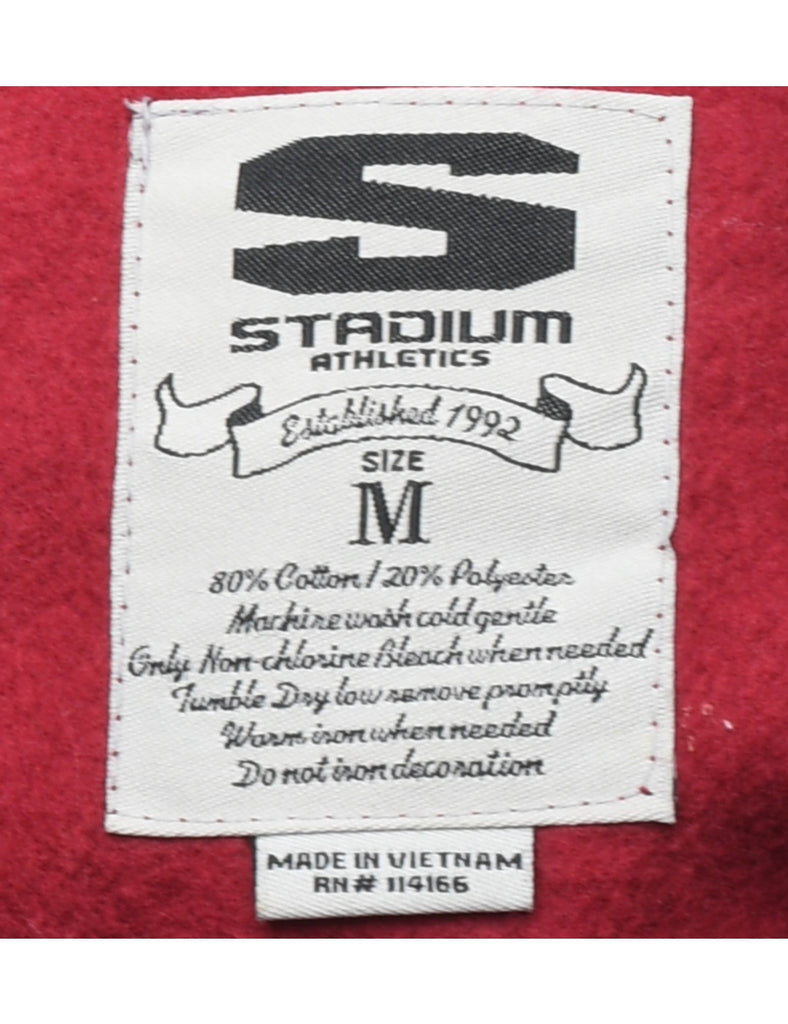 S
STADIUM
ATHLETICS
Established 1992
SIZE
M
80% Cotton / 20% Polyester
Machine wash cold gentle
Only Non-chlorine Bleach when needed
Tumble Dry low remove promptly
Warm iron when needed
Do not iron decoration
MADE IN VIETNAM
RN# 114166